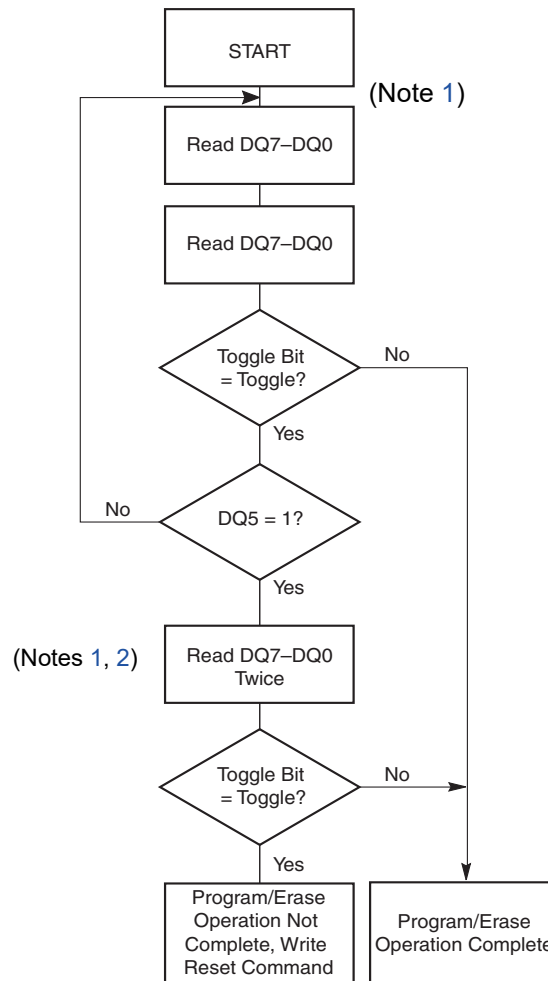 START
(Note 1)
Read DQ7–DQ0
Read DQ7–DQ0
Toggle Bit
= Toggle?
No
Yes
No
DQ5 = 1?
Yes
(Notes 1, 2)
Read DQ7–DQ0
Twice
Toggle Bit
= Toggle?
No
Yes
Program/Erase
Operation Not
Complete, Write
Reset Command
Program/Erase
Operation Complete